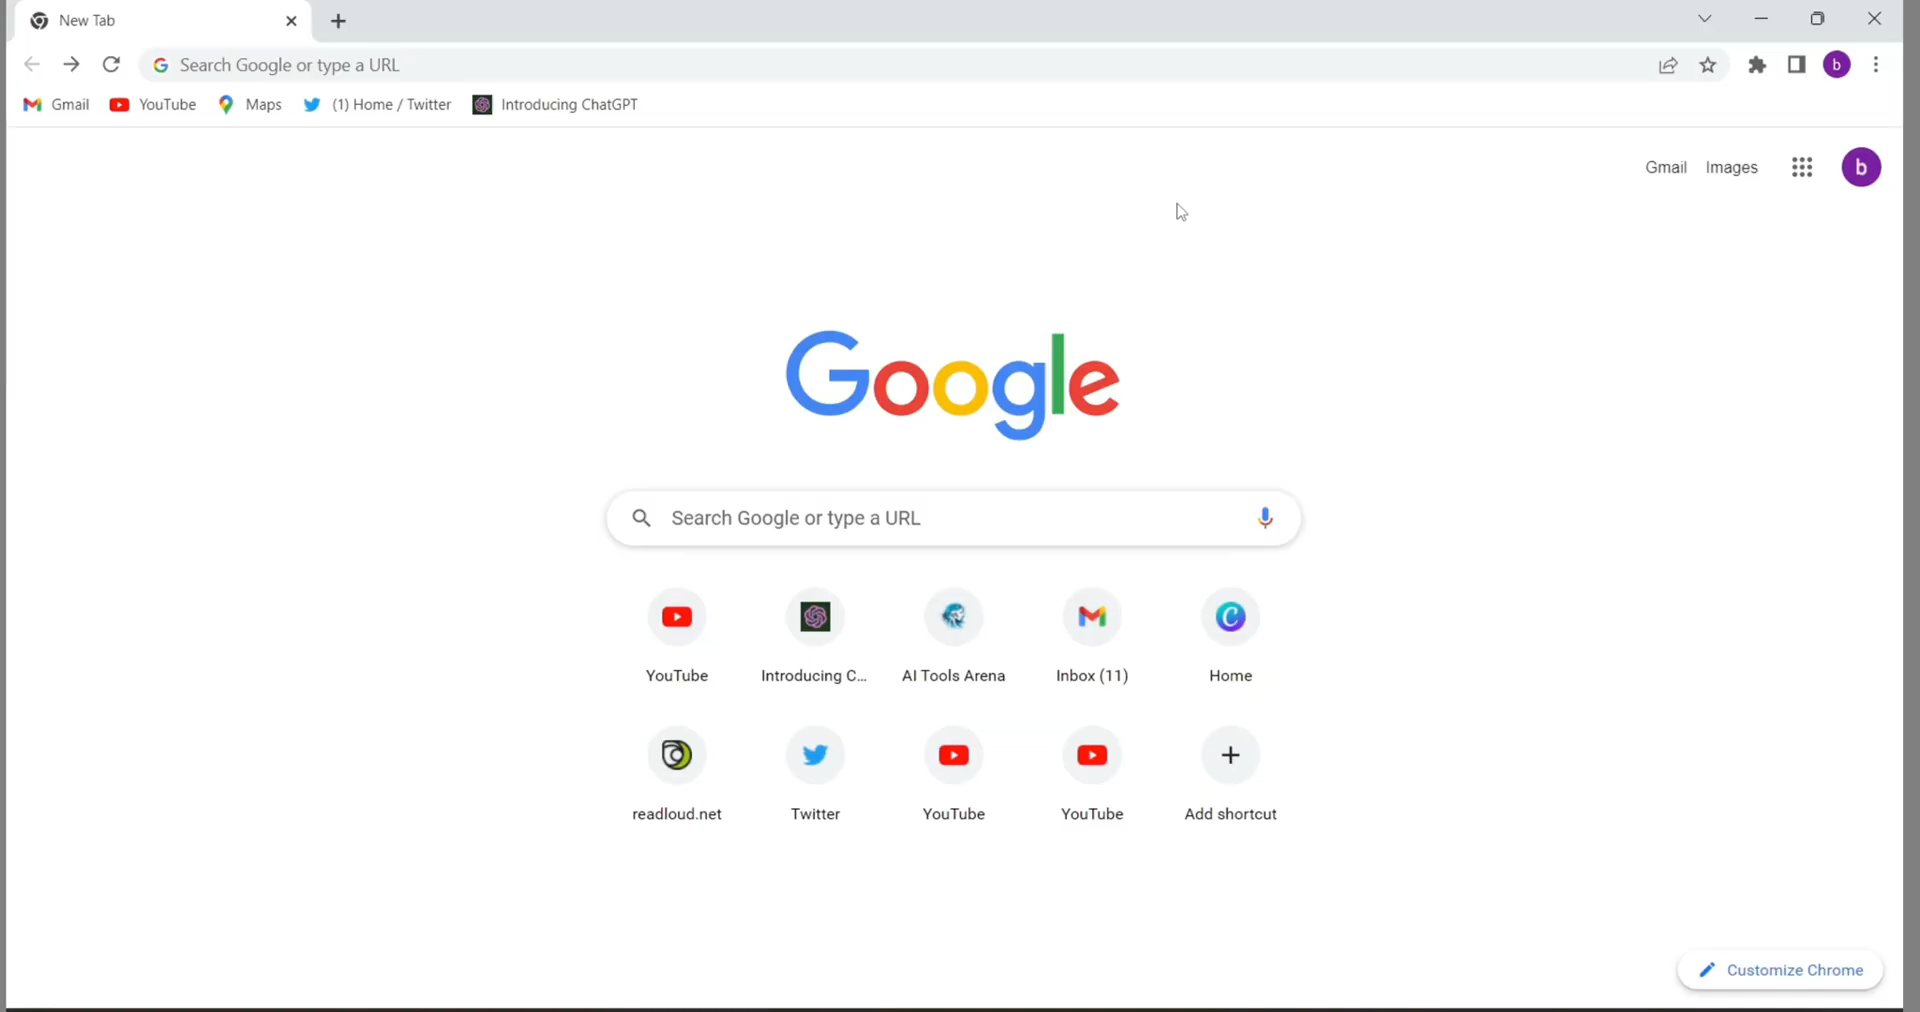 New Tab
Search Google or type a URL
b
Gmail YouTube Maps (1) Home / Twitter Introducing ChatGPT
Gmail Images b
Google
Search Google or type a URL
YouTube Introducing C... AI Tools Arena Inbox (11) Home
readloud.net Twitter YouTube YouTube Add shortcut
Customize Chrome